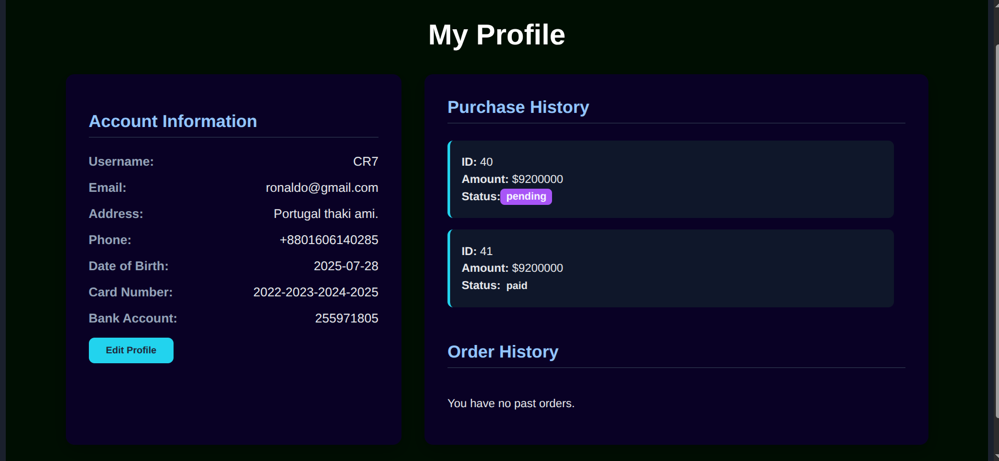 My Profile
Account Information
Username: CR7
Email: ronaldo@gmail.com
Address: Portugal thaki ami.
Phone: +8801606140285
Date of Birth: 2025-07-28
Card Number: 2022-2023-2024-2025
Bank Account: 255971805
Edit Profile
Purchase History
ID: 40
Amount: $9200000
Status: pending
ID: 41
Amount: $9200000
Status: paid
Order History
You have no past orders.